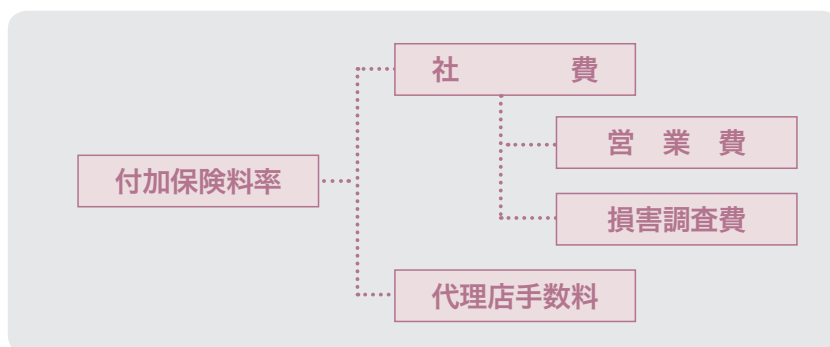 社費
営業費
付加保険料率
損害調査費
代理店手数料